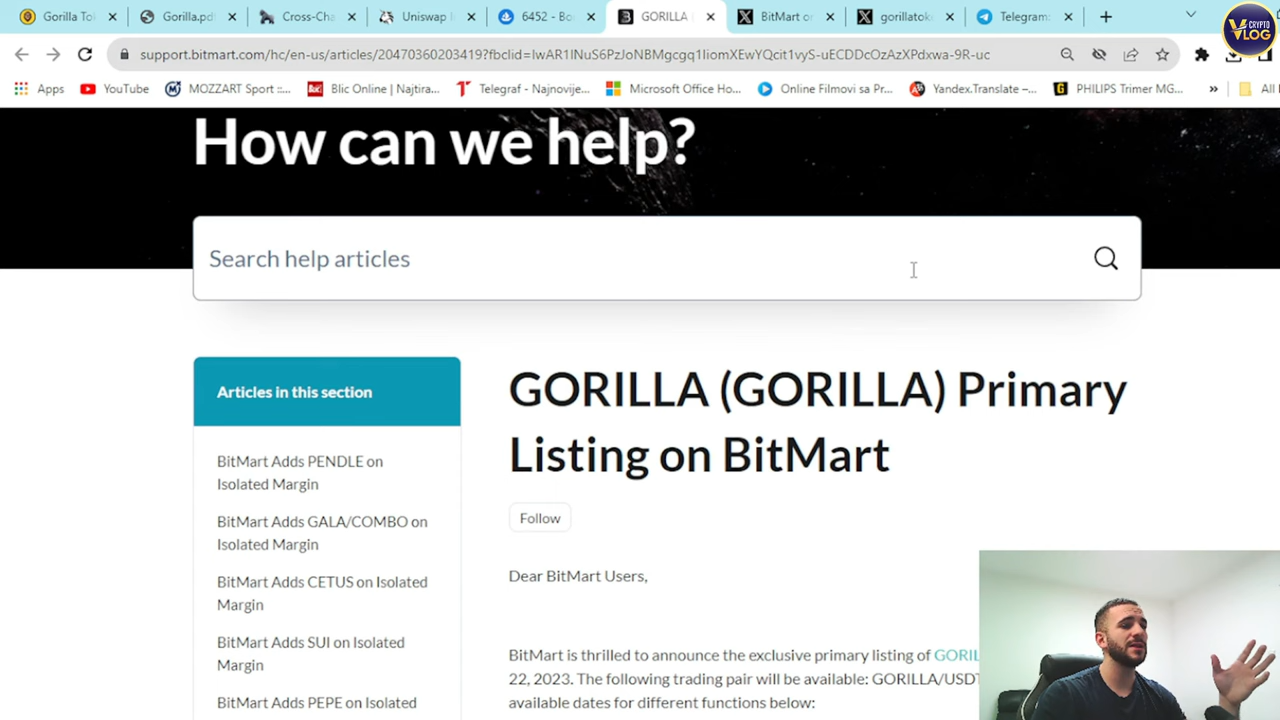 Gorilla To
Gorilla.pd
Cross-Cha
Uniswap
6452 - Bo
GORILLA
BitMart o
gorillatok
Telegram:
CRYPTO
VLOG
support.bitmart.com/hc/en-us/articles/20470360203419?fbclid=IwAR1lNuS6PzJoNBMgcgq1IiomXEwYQcit1vyS-uECDDcOzAzXPdxwa-9R-uc
Apps
YouTube
MOZZART Sport ::...
Blic Online | Najtira...
Telegraf - Najnovije...
Microsoft Office Ho...
Online Filmovi sa Pr...
Yandex.Translate –...
PHILIPS Trimer MG...
»
All
How can we help?
Search help articles
Articles in this section
BitMart Adds PENDLE on
Isolated Margin
BitMart Adds GALA/COMBO on
Isolated Margin
BitMart Adds CETUS on Isolated
Margin
BitMart Adds SUI on Isolated
Margin
BitMart Adds PEPE on Isolated
GORILLA (GORILLA) Primary
Listing on BitMart
Follow
Dear BitMart Users,
BitMart is thrilled to announce the exclusive primary listing of GORIL
22, 2023. The following trading pair will be available: GORILLA/USDT
available dates for different functions below: